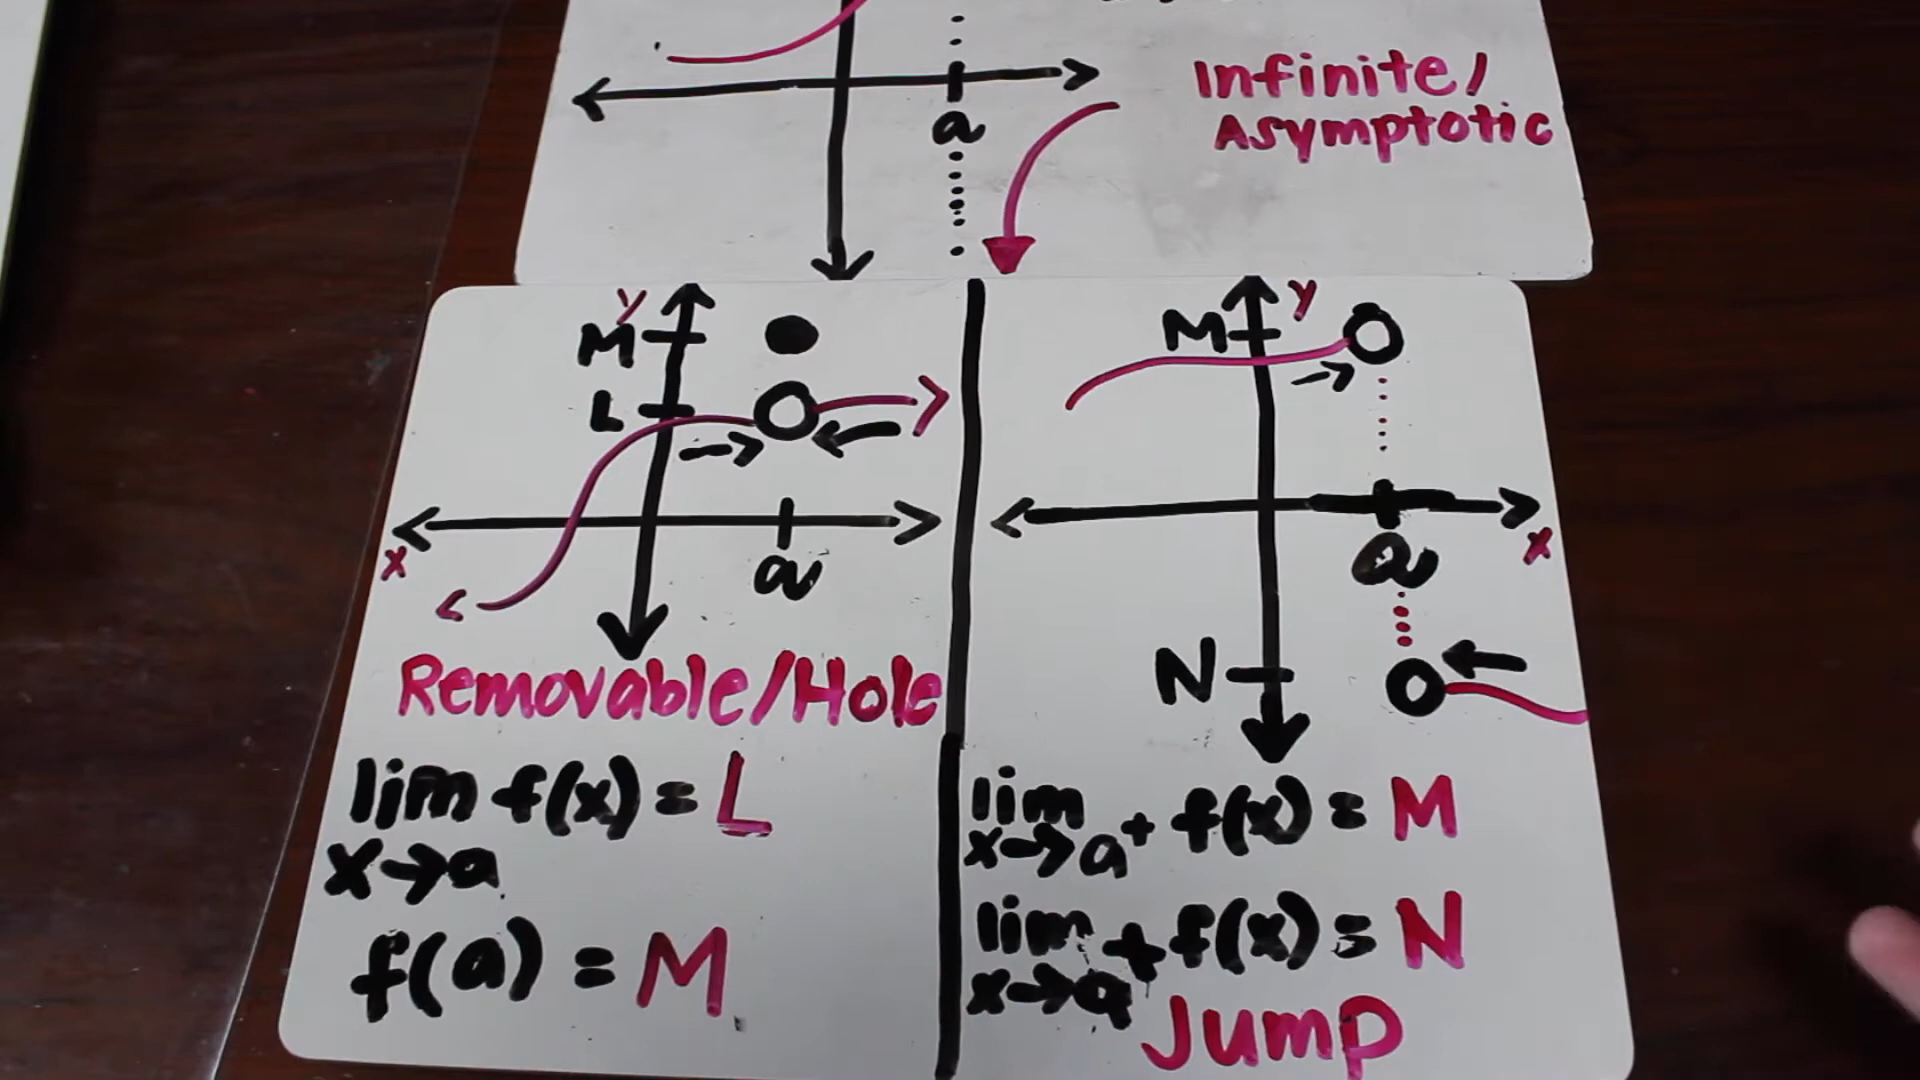 Infinite/
Asymptotic
a
y
M
L
x
a
Removable/Hole
lim f(x) = L
x→a
f(a) = M
M
y
a
x
N
lim f(x) = M
x→a+
lim + f(x) = N
x→a
Jump